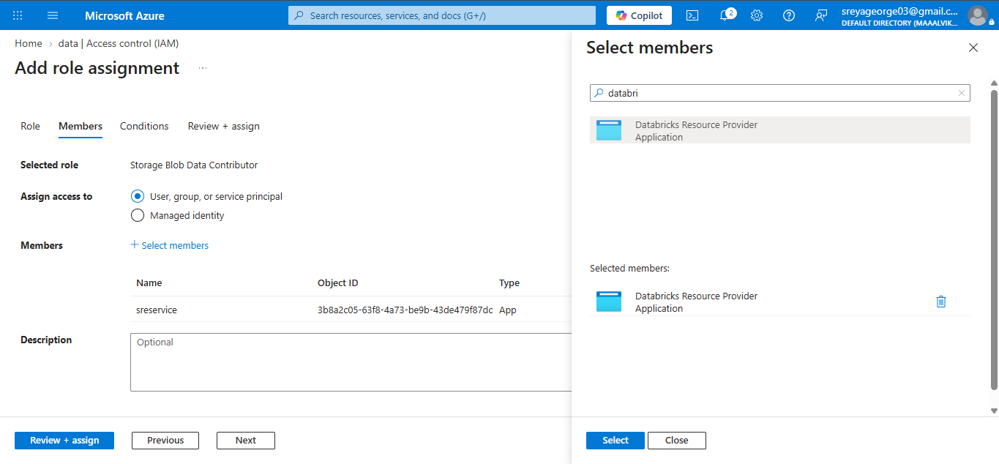 Microsoft Azure
Search resources, services, and docs (G+/)
Copilot
2
sreyageorge03@gmail.c...
DEFAULT DIRECTORY (MAAALVIK...
Home > data | Access control (IAM)
Add role assignment ...
Role Members Conditions Review + assign
Selected role Storage Blob Data Contributor
Assign access to User, group, or service principal
Managed identity
Members + Select members
Name Object ID Type
sreservice 3b8a2c05-63f8-4a73-be9b-43de479f87dc App
Description Optional
Review + assign Previous Next
Select members
databri
Databricks Resource Provider
Application
Selected members:
Databricks Resource Provider
Application
Select Close